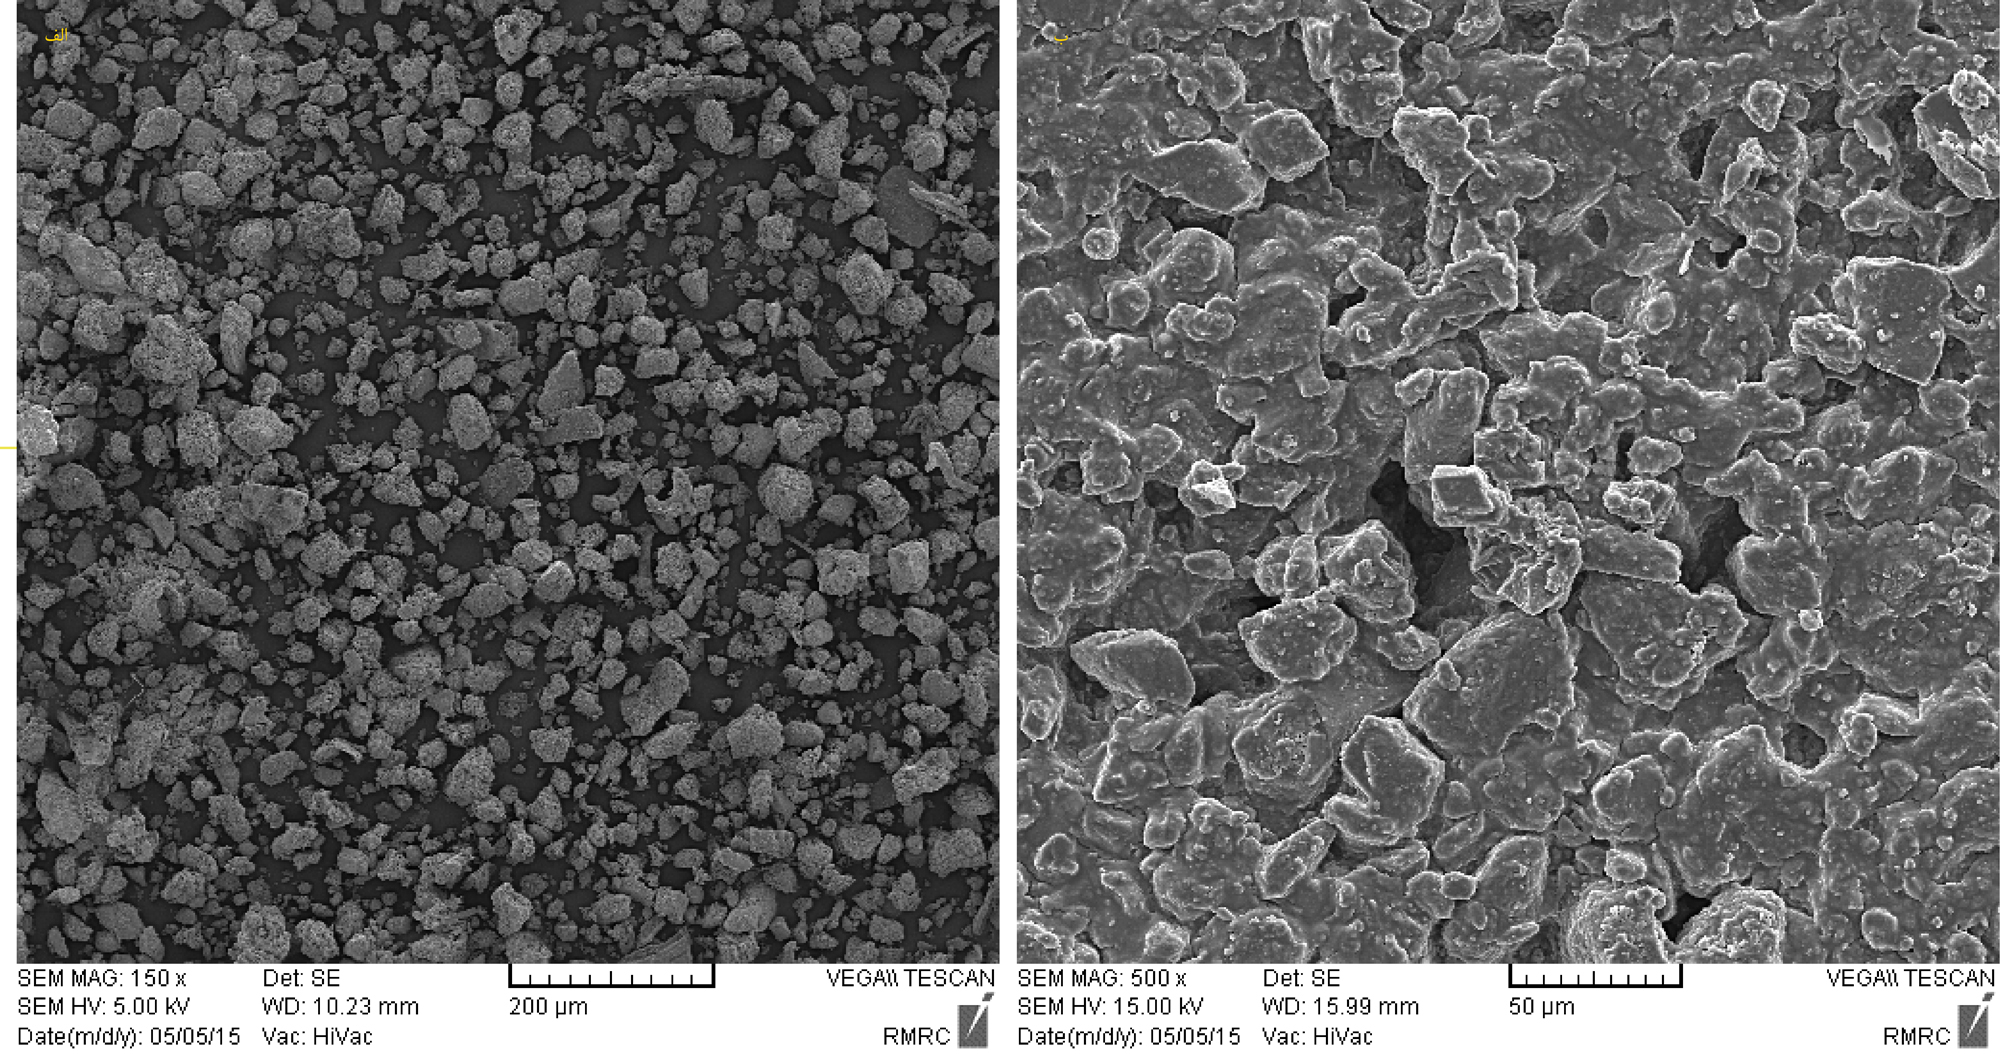 الف
SEM MAG: 150 x Det: SE VEGA\\ TESCAN
SEM HV: 5.00 kV WD: 10.23 mm 200 µm
Date(m/d/y): 05/05/15 Vac: HiVac RMRC
ب
SEM MAG: 500 x Det: SE VEGA\\ TESCAN
SEM HV: 15.00 kV WD: 15.99 mm 50 µm
Date(m/d/y): 05/05/15 Vac: HiVac RMRC